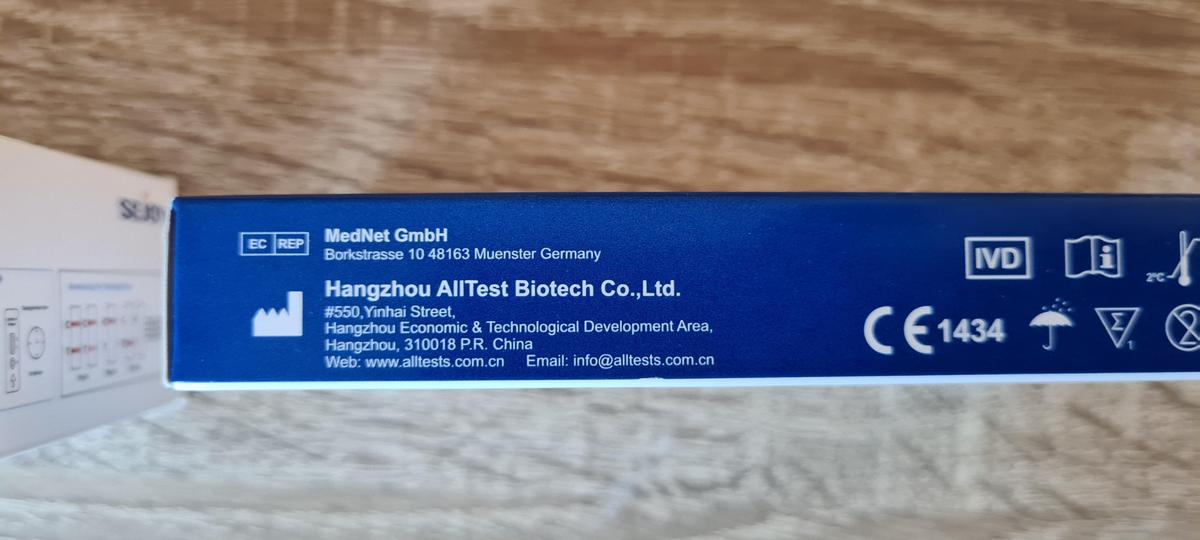 EC REP
MedNet GmbH
Borkstrasse 10 48163 Muenster Germany
Hangzhou AllTest Biotech Co.,Ltd.
#550,Yinhai Street,
Hangzhou Economic & Technological Development Area,
Hangzhou, 310018 P.R. China
Web: www.alltests.com.cn Email: info@alltests.com.cn
IVD
i
2°C
CE 1434
Σ
1
2